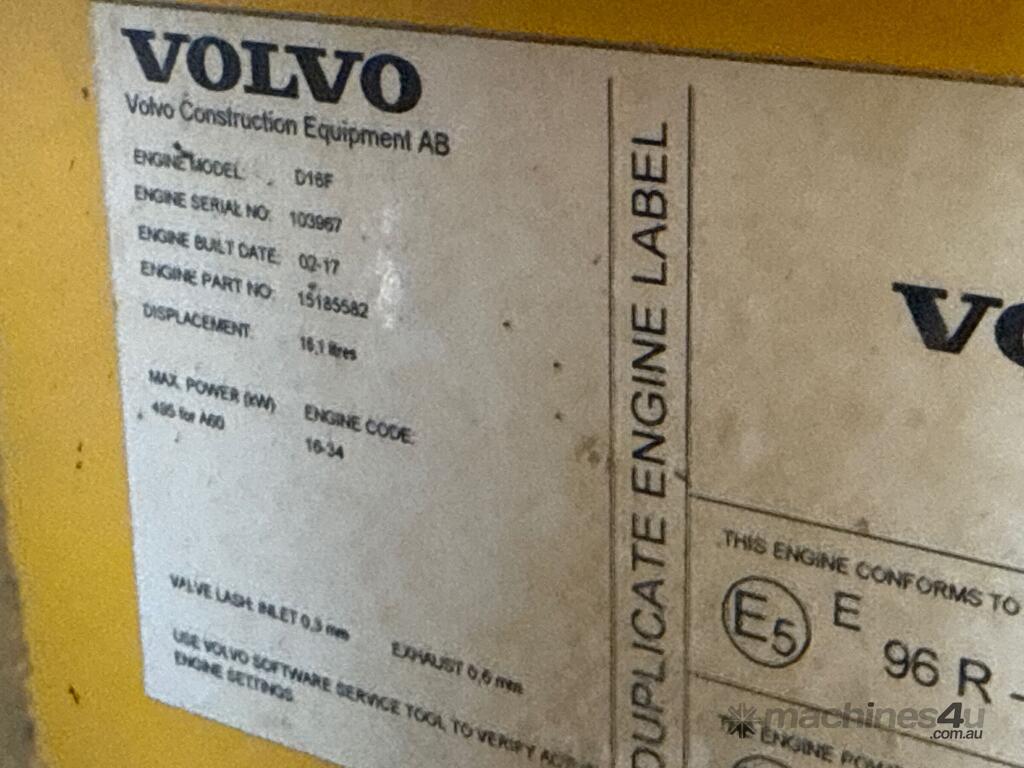 VOLVO
Volvo Construction Equipment AB
ENGINE MODEL: D16F
ENGINE SERIAL NO: 103967
ENGINE BUILT DATE: 02-17
ENGINE PART NO: 15185582
DISPLACEMENT: 16,1 litres
MAX. POWER (kW) ENGINE CODE:
495 for A60 16-34
VALVE LASH: INLET 0,3 mm EXHAUST 0,6 mm
USE VOLVO SOFTWARE SERVICE TOOL TO VERIFY
ENGINE SETTINGS.
DUPLICATE ENGINE LABEL
VO
THIS ENGINE CONFORMS TO
E5 E
96 R -
ENGINE
machines4u
.com.au